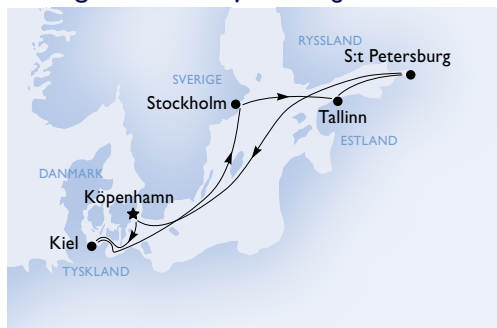 RYSSLAND
S:t Petersburg
SVERIGE
Stockholm
Tallinn
ESTLAND
DANMARK
Köpenhamn
Kiel
TYSKLAND